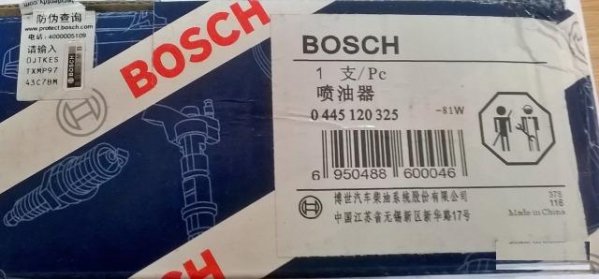 防伪查询
www.protect.bosch.com
电话:4000005109
请输入
DJTKES
TXMP97
43C7BM
BOSCH
BOSCH
BOSCH
1 支/Pc
喷油器
0 445 120 325
-81W
6 950488 600046
博世汽车柴油系统股份有限公司
中国江苏省无锡新区新华路17号
378
116
Made in China
BOSCH